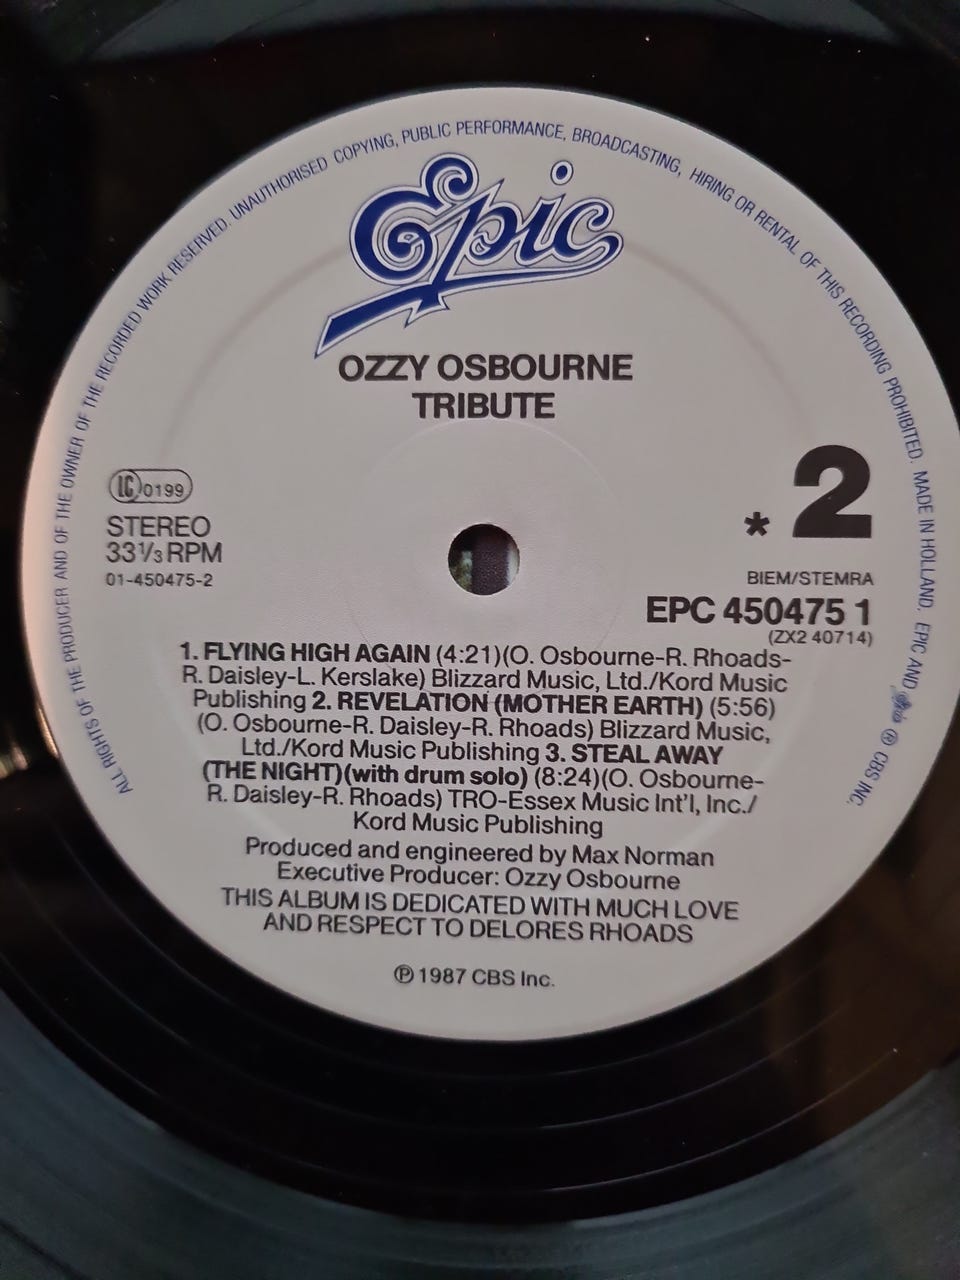 ALL RIGHTS OF THE PRODUCER AND OF THE OWNER OF THE RECORDED WORK RESERVED. UNAUTHORISED COPYING, PUBLIC PERFORMANCE, BROADCASTING, HIRING OR RENTAL OF THIS RECORDING PROHIBITED. MADE IN HOLLAND. EPIC AND ® CBS INC.
Epic
OZZY OSBOURNE
TRIBUTE
LC 0199
STEREO
33⅓ RPM
01-450475-2
* 2
BIEM/STEMRA
EPC 450475 1
(ZX2 40714)
1. FLYING HIGH AGAIN (4:21)(O. Osbourne-R. Rhoads-
R. Daisley-L. Kerslake) Blizzard Music, Ltd./Kord Music
Publishing 2. REVELATION (MOTHER EARTH) (5:56)
(O. Osbourne-R. Daisley-R. Rhoads) Blizzard Music,
Ltd./Kord Music Publishing 3. STEAL AWAY
(THE NIGHT)(with drum solo) (8:24)(O. Osbourne-
R. Daisley-R. Rhoads) TRO-Essex Music Int'l, Inc./
Kord Music Publishing
Produced and engineered by Max Norman
Executive Producer: Ozzy Osbourne
THIS ALBUM IS DEDICATED WITH MUCH LOVE
AND RESPECT TO DELORES RHOADS
℗ 1987 CBS Inc.